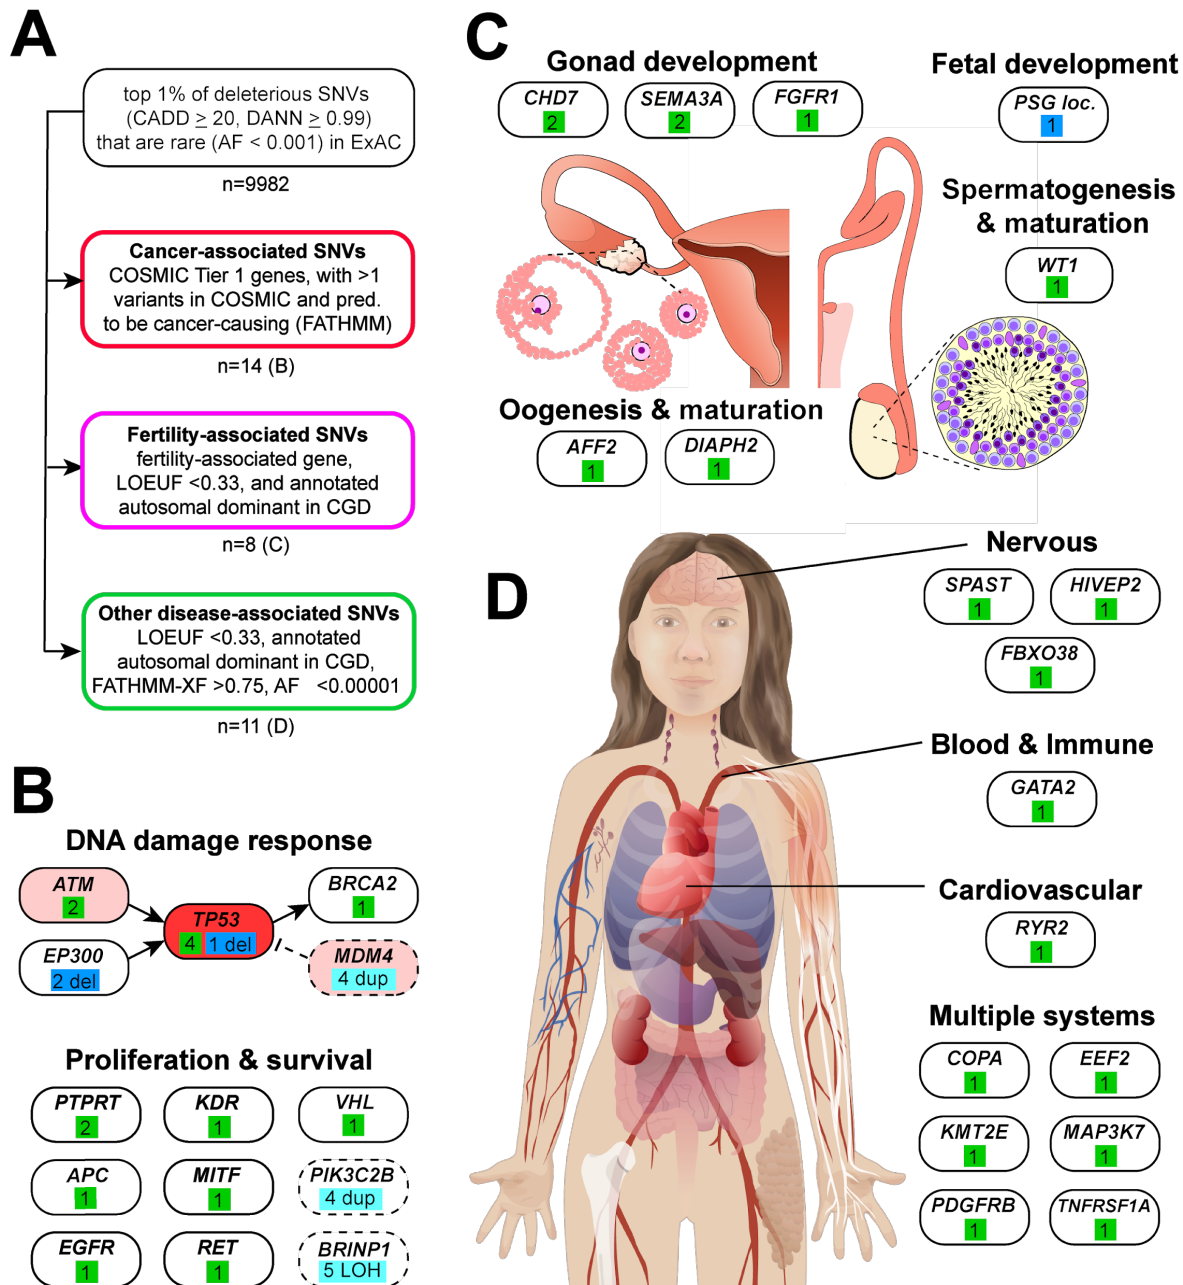 A
top 1% of deleterious SNVs
(CADD ≥ 20, DANN ≥ 0.99)
that are rare (AF < 0.001) in ExAC
n=9982
Cancer-associated SNVs
COSMIC Tier 1 genes, with >1
variants in COSMIC and pred.
to be cancer-causing (FATHMM)
n=14 (B)
Fertility-associated SNVs
fertility-associated gene,
LOEUF <0.33, and annotated
autosomal dominant in CGD
n=8 (C)
Other disease-associated SNVs
LOEUF <0.33, annotated
autosomal dominant in CGD,
FATHMM-XF >0.75, AF <0.00001
n=11 (D)
B
DNA damage response
ATM
2
EP300
2 del
TP53
4 1 del
BRCA2
1
MDM4
4 dup
Proliferation & survival
PTPRT
2
KDR
1
VHL
1
APC
1
MITF
1
PIK3C2B
4 dup
EGFR
1
RET
1
BRINP1
5 LOH
C
Gonad development
CHD7
2
SEMA3A
2
FGFR1
1
Fetal development
PSG loc.
1
Spermatogenesis
& maturation
WT1
1
Oogenesis & maturation
AFF2
1
DIAPH2
1
D
Nervous
SPAST
1
HIVEP2
1
FBXO38
1
Blood & Immune
GATA2
1
Cardiovascular
RYR2
1
Multiple systems
COPA
1
EEF2
1
KMT2E
1
MAP3K7
1
PDGFRB
1
TNFRSF1A
1